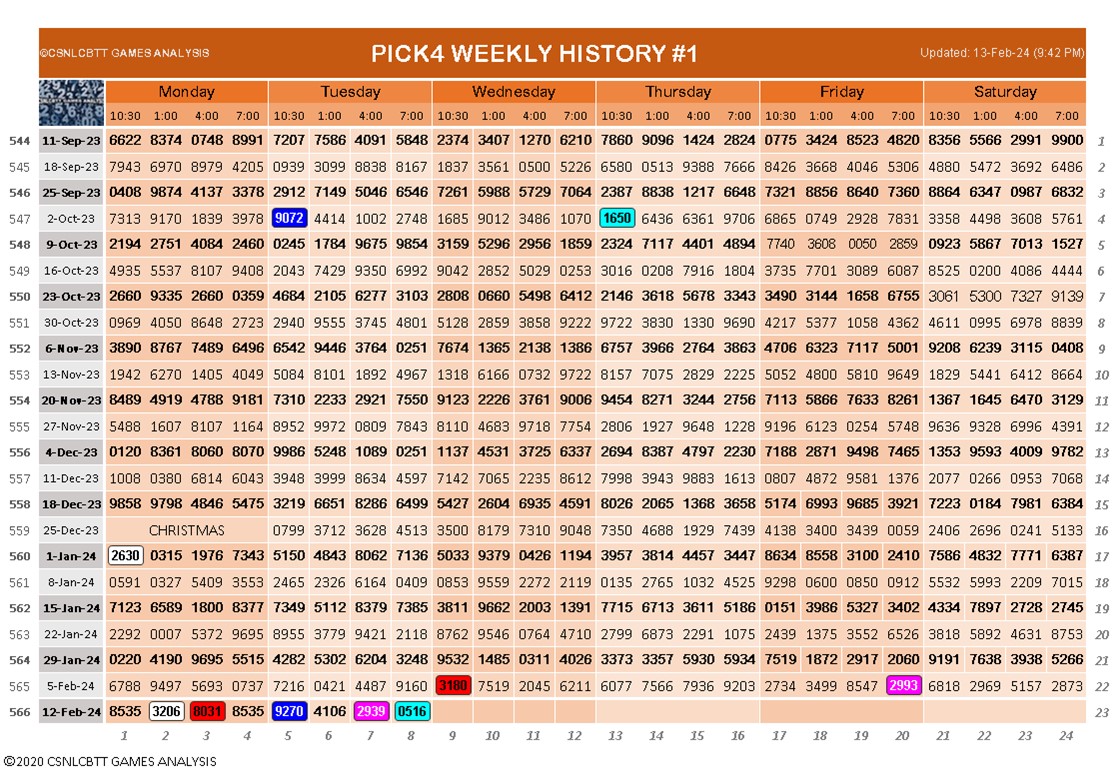 ©CSNLCBTT GAMES ANALYSIS PICK4 WEEKLY HISTORY #1 Updated: 13-Feb-24 (9:42 PM)
Monday Tuesday Wednesday Thursday Friday Saturday
10:30 1:00 4:00 7:00 10:30 1:00 4:00 7:00 10:30 1:00 4:00 7:00 10:30 1:00 4:00 7:00 10:30 1:00 4:00 7:00 10:30 1:00 4:00 7:00
544 11-Sep-23 6622 8374 0748 8991 7207 7586 4091 5848 2374 3407 1270 6210 7860 9096 1424 2824 0775 3424 8523 4820 8356 5566 2991 9900 1
545 18-Sep-23 7943 6970 8979 4205 0939 3099 8838 8167 1837 3561 0500 5226 6580 0513 9388 7666 8426 3668 4046 5306 4880 5472 3692 6486 2
546 25-Sep-23 0408 9874 4137 3378 2912 7149 5046 6546 7261 5988 5729 7064 2387 8838 1217 6648 7321 8856 8640 7360 8864 6347 0987 6832 3
547 2-Oct-23 7313 9170 1839 3978 9072 4414 1002 2748 1685 9012 3486 1070 1650 6436 6361 9706 6865 0749 2928 7831 3358 4498 3608 5761 4
548 9-Oct-23 2194 2751 4084 2460 0245 1784 9675 9854 3159 5296 2956 1859 2324 7117 4401 4894 7740 3608 0050 2859 0923 5867 7013 1527 5
549 16-Oct-23 4935 5537 8107 9408 2043 7429 9350 6992 9042 2852 5029 0253 3016 0208 7916 1804 3735 7701 3089 6087 8525 0200 4086 4444 6
550 23-Oct-23 2660 9335 2660 0359 4684 2105 6277 3103 2808 0660 5498 6412 2146 3618 5678 3343 3490 3144 1658 6755 3061 5300 7327 9139 7
551 30-Oct-23 0969 4050 8648 2723 2940 9555 3745 4801 5128 2859 3858 9222 9722 3830 1330 9690 4217 5377 1058 4362 4611 0995 6978 8839 8
552 6-Nov-23 3890 8767 7489 6496 6542 9446 3764 0251 7674 1365 2138 1386 6757 3966 2764 3863 4706 6323 7117 5001 9208 6239 3115 0408 9
553 13-Nov-23 1942 6270 1405 4049 5084 8101 1892 4967 1318 6166 0732 9722 8157 7075 2829 2225 5052 4800 5810 9649 1829 5441 6412 8664 10
554 20-Nov-23 8489 4919 4788 9181 7310 2233 2921 7550 9123 2226 3761 9006 9454 8271 3244 2756 7113 5866 7633 8261 1367 1645 6470 3129 11
555 27-Nov-23 5488 1607 8107 1164 8952 9972 0809 7843 8110 4683 9718 7754 2806 1927 9648 1228 9196 6123 0254 5748 9636 9328 6996 4391 12
556 4-Dec-23 0120 8361 8060 8070 9986 5248 1089 0251 1137 4531 3725 6337 2694 8387 4797 2230 7188 2871 9498 7465 1353 9593 4009 9782 13
557 11-Dec-23 1008 0380 6814 6043 3948 3999 8634 4597 7142 7065 2235 8612 7998 3943 9883 1613 0807 4872 9581 1376 2077 0266 0953 7068 14
558 18-Dec-23 9858 9798 4846 5475 3219 6651 8286 6499 5427 2604 6935 4591 8026 2065 1368 3658 5174 6993 9685 3921 7223 0184 7981 6384 15
559 25-Dec-23 CHRISTMAS 0799 3712 3628 4513 3500 8179 7310 9048 7350 4688 1929 7439 4138 3400 3439 0059 2406 2696 0241 5133 16
560 1-Jan-24 2630 0315 1976 7343 5150 4843 8062 7136 5033 9379 0426 1194 3957 3814 4457 3447 8634 8558 3100 2410 7586 4832 7771 6387 17
561 8-Jan-24 0591 0327 5409 3553 2465 2326 6164 0409 0853 9559 2272 2119 0135 2765 1032 4525 9298 0600 8850 0912 5532 5993 2209 7015 18
562 15-Jan-24 7123 6589 1800 8377 7349 5112 8379 7385 3811 9662 2003 1391 7715 6713 3611 5186 0151 3986 5327 3402 4334 7897 2728 2745 19
563 22-Jan-24 2292 0007 5372 9695 8955 3779 9421 2118 8762 9546 0764 4710 2799 6873 2291 1075 2439 1375 3552 6526 3818 5892 4631 8753 20
564 29-Jan-24 0220 4190 9695 5515 4282 5302 6204 3248 9532 1485 0311 4026 3373 3357 5930 5934 7519 1872 2917 2060 9191 7638 3938 5266 21
565 5-Feb-24 6788 9497 5693 0737 7216 0421 4487 9160 3180 7519 2045 6211 6077 7566 7936 9203 2734 3499 8547 2993 6818 2969 5157 2873 22
566 12-Feb-24 8535 3206 8031 8535 9270 4106 2939 0516 23
1 2 3 4 5 6 7 8 9 10 11 12 13 14 15 16 17 18 19 20 21 22 23 24
©2020 CSNLCBTT GAMES ANALYSIS